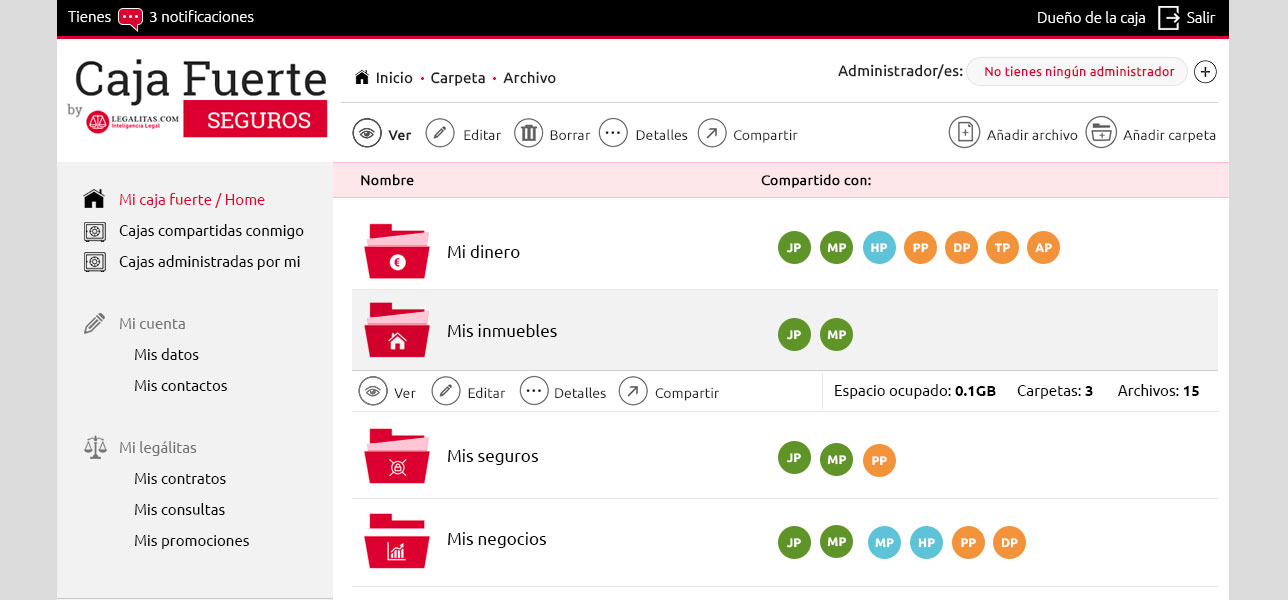 Tienes 3 notificaciones
Dueño de la caja Salir
Caja Fuerte
by LEGALITAS.COM
Inteligencia Legal
SEGUROS
Inicio • Carpeta • Archivo
Administrador/es: No tienes ningún administrador
Ver Editar Borrar Detalles Compartir Añadir archivo Añadir carpeta
Mi caja fuerte / Home
Cajas compartidas conmigo
Cajas administradas por mi
Mi cuenta
Mis datos
Mis contactos
Mi legálitas
Mis contratos
Mis consultas
Mis promociones
Nombre Compartido con:
Mi dinero JP MP HP PP DP TP AP
Mis inmuebles JP MP
Ver Editar Detalles Compartir Espacio ocupado: 0.1GB Carpetas: 3 Archivos: 15
Mis seguros JP MP PP
Mis negocios JP MP MP HP PP DP